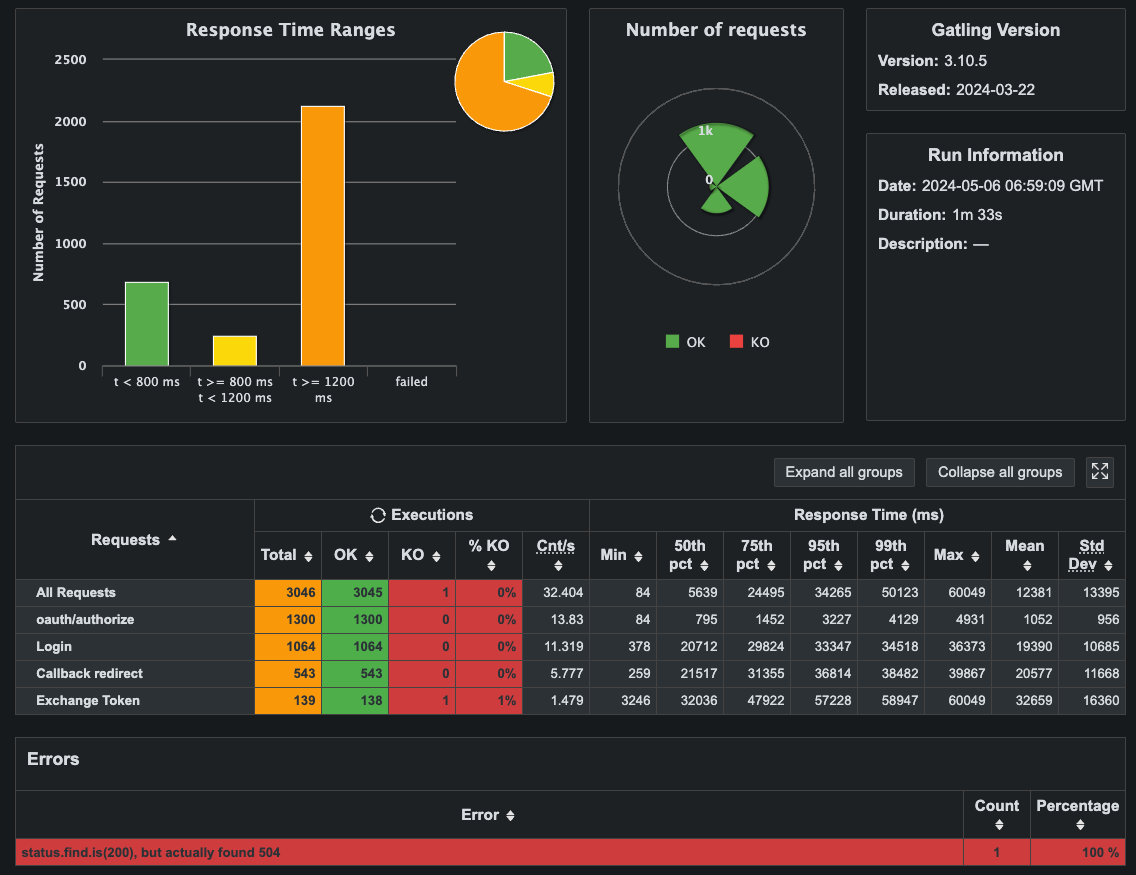 Response Time Ranges
Number of Requests
2500
2000
1500
1000
500
0
t < 800 ms
t >= 800 ms
t < 1200 ms
t >= 1200
ms
failed
Number of requests
1k
0
OK KO
Gatling Version
Version: 3.10.5
Released: 2024-03-22
Run Information
Date: 2024-05-06 06:59:09 GMT
Duration: 1m 33s
Description: —
Expand all groups Collapse all groups
Requests Executions Response Time (ms)
Total OK KO % KO Cnt/s Min 50th pct 75th pct 95th pct 99th pct Max Mean Std Dev
All Requests 3046 3045 1 0% 32.404 84 5639 24495 34265 50123 60049 12381 13395
oauth/authorize 1300 1300 0 0% 13.83 84 795 1452 3227 4129 4931 1052 956
Login 1064 1064 0 0% 11.319 378 20712 29824 33347 34518 36373 19390 10685
Callback redirect 543 543 0 0% 5.777 259 21517 31355 36814 38482 39867 20577 11668
Exchange Token 139 138 1 1% 1.479 3246 32036 47922 57228 58947 60049 32659 16360
Errors
Error Count Percentage
status.find.is(200), but actually found 504 1 100 %